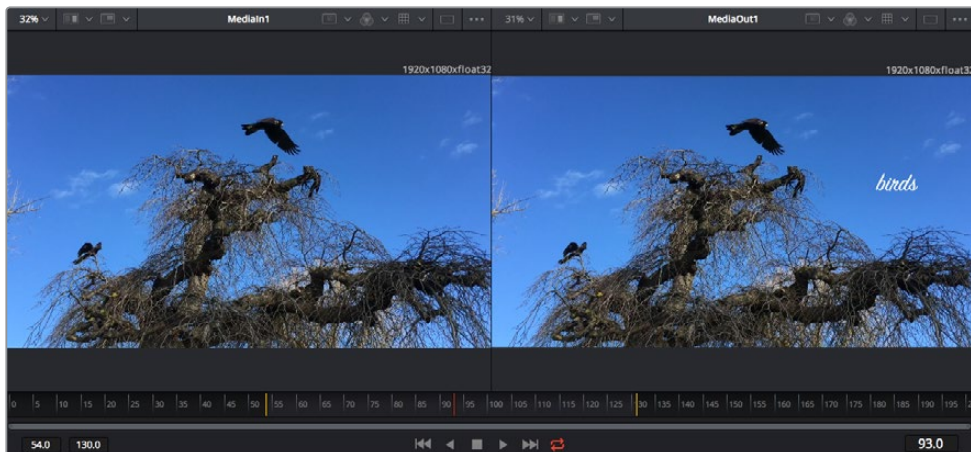 32% MediaIn1 31% MediaOut1
1920x1080xfloat32 1920x1080xfloat32
birds
0 5 10 15 20 25 30 35 40 45 50 55 60 65 70 75 80 85 90 95 100 105 110 115 120 125 130 135 140 145 150 155 160 165 170 175 180 185 190 195
54.0 130.0 93.0